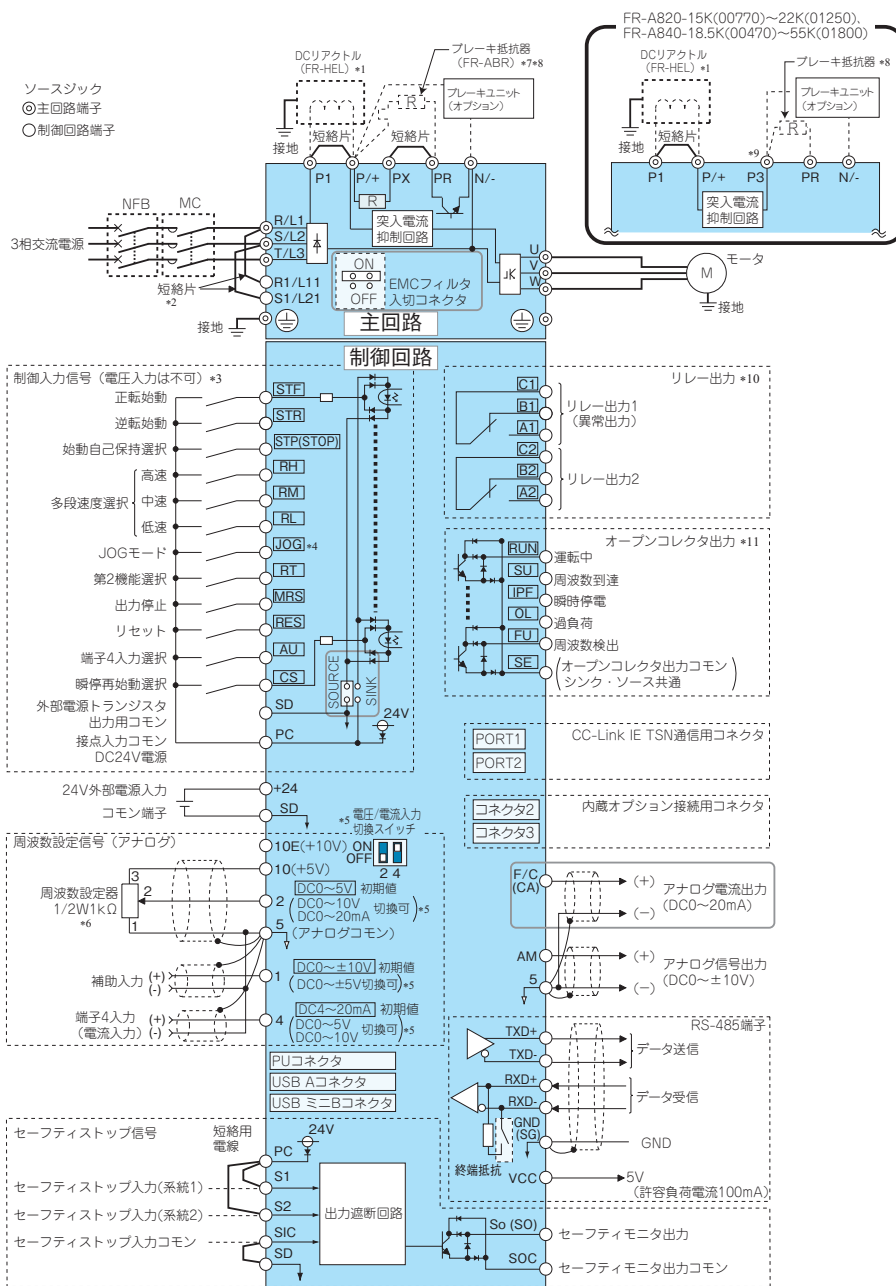 FR-A820-15K(00770)～22K(01250)、
FR-A840-18.5K(00470)～55K(01800)
ソースジック
◎主回路端子
○制御回路端子
DCリアクトル
(FR-HEL) *1
ブレーキ抵抗器
(FR-ABR) *7*8
R
ブレーキユニット
(オプション)
接地
短絡片
短絡片
P1
P/+
PX
PR
N/-
R
突入電流
抑制回路
DCリアクトル
(FR-HEL) *1
ブレーキ抵抗器 *8
ブレーキユニット
(オプション)
R
接地
短絡片
*9
P1
P/+
P3
PR
N/-
突入電流
抑制回路
NFB
MC
3相交流電源
R/L1
S/L2
T/L3
R1/L11
S1/L21
短絡片
*2
接地
ON
OFF
EMCフィルタ
入切コネクタ
主回路
U
V
W
モータ
M
接地
制御回路
制御入力信号（電圧入力は不可）*3
正転始動
STF
逆転始動
STR
始動自己保持選択
STP(STOP)
多段速度選択
高速
RH
中速
RM
低速
RL
JOGモード
JOG *4
第2機能選択
RT
出力停止
MRS
リセット
RES
端子4入力選択
AU
瞬停再始動選択
CS
SOURCE
SINK
外部電源トランジスタ
出力用コモン
SD
24V
接点入力コモン
DC24V電源
PC
24V外部電源入力
+24
コモン端子
SD
リレー出力 *10
C1
B1
A1
リレー出力1
(異常出力)
C2
B2
A2
リレー出力2
オープンコレクタ出力 *11
RUN
運転中
SU
周波数到達
IPF
瞬時停電
OL
過負荷
FU
周波数検出
SE
(オープンコレクタ出力コモン
シンク・ソース共通)
PORT1
PORT2
CC-Link IE TSN通信用コネクタ
コネクタ2
コネクタ3
内蔵オプション接続用コネクタ
周波数設定信号（アナログ）
*5 電圧/電流入力
切換スイッチ
10E(+10V)
ON
OFF
2 4
10(+5V)
周波数設定器
1/2W1kΩ
*6
3
2
1
2
DC0～5V 初期値
(DC0～10V
DC0～20mA 切換可) *5
5
(アナログコモン)
補助入力 (+)
(-)
1
DC0～±10V 初期値
(DC0～±5V切換可) *5
端子4入力 (+)
(電流入力) (-)
4
DC4～20mA 初期値
(DC0～5V
DC0～10V 切換可) *5
F/C
(CA)
(+)
(-)
アナログ電流出力
(DC0～20mA)
AM
5
(+)
(-)
アナログ信号出力
(DC0～±10V)
RS-485端子
TXD+
TXD-
データ送信
RXD+
RXD-
データ受信
GND
(SG)
GND
終端抵抗
VCC
5V
(許容負荷電流100mA)
PUコネクタ
USB Aコネクタ
USB ミニBコネクタ
セーフティストップ信号
短絡用
電線
PC
24V
S1
セーフティストップ入力(系統1)
S2
セーフティストップ入力(系統2)
SIC
セーフティストップ入力コモン
SD
出力遮断回路
So (SO)
セーフティモニタ出力
SOC
セーフティモニタ出力コモン